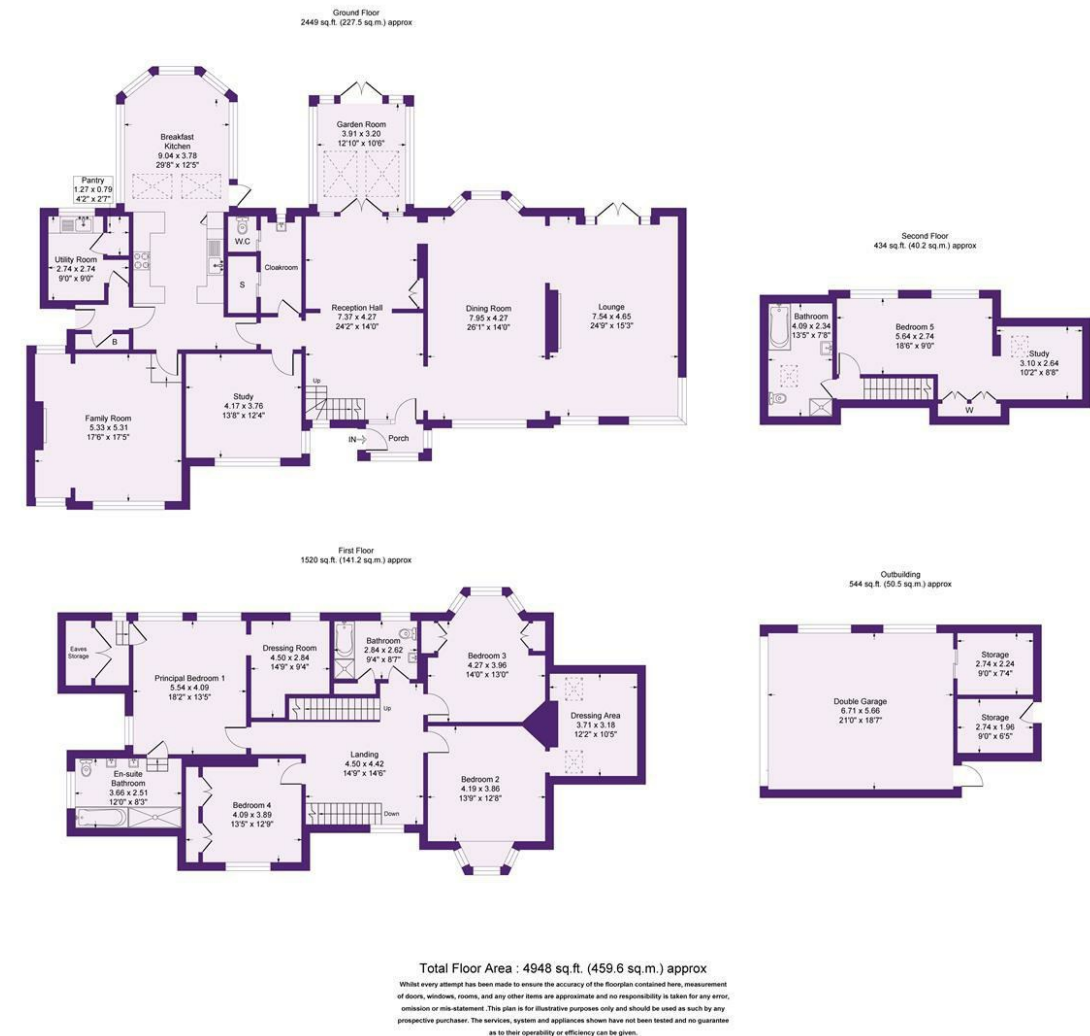 Ground Floor
2449 sq.ft. (227.5 sq.m.) approx
Breakfast
Kitchen
9.04 x 3.78
29'8" x 12'5"
Garden Room
3.91 x 3.20
12'10" x 10'6"
Pantry
1.27 x 0.79
4'2" x 2'7"
Utility Room
2.74 x 2.74
9'0" x 9'0"
W.C
Cloakroom
S
B
Reception Hall
7.37 x 4.27
24'2" x 14'0"
Dining Room
7.95 x 4.27
26'1" x 14'0"
Lounge
7.54 x 4.65
24'9" x 15'3"
Family Room
5.33 x 5.31
17'6" x 17'5"
Study
4.17 x 3.76
13'8" x 12'4"
Up
IN
Porch
Second Floor
434 sq.ft. (40.2 sq.m.) approx
Bathroom
4.09 x 2.34
13'5" x 7'8"
Bedroom 5
5.64 x 2.74
18'6" x 9'0"
Study
3.10 x 2.64
10'2" x 8'8"
W
First Floor
1520 sq.ft. (141.2 sq.m.) approx
Eaves
Storage
Principal Bedroom 1
5.54 x 4.09
18'2" x 13'5"
Dressing Room
4.50 x 2.84
14'9" x 9'4"
Bathroom
2.84 x 2.62
9'4" x 8'7"
Bedroom 3
4.27 x 3.96
14'0" x 13'0"
Dressing Area
3.71 x 3.18
12'2" x 10'5"
Up
Landing
4.50 x 4.42
14'9" x 14'6"
En-suite
Bathroom
3.66 x 2.51
12'0" x 8'3"
Bedroom 4
4.09 x 3.89
13'5" x 12'9"
Down
Bedroom 2
4.19 x 3.86
13'9" x 12'8"
Outbuilding
544 sq.ft. (50.5 sq.m.) approx
Double Garage
6.71 x 5.66
21'0" x 18'7"
Storage
2.74 x 2.24
9'0" x 7'4"
Storage
2.74 x 1.96
9'0" x 6'5"
Total Floor Area : 4948 sq.ft. (459.6 sq.m.) approx
Whilst every attempt has been made to ensure the accuracy of the floorplan contained here, measurement
of doors, windows, rooms, and any other items are approximate and no responsibility is taken for any error,
omission or mis-statement .This plan is for illustrative purposes only and should be used as such by any
prospective purchaser. The services, system and appliances shown have not been tested and no guarantee
as to their operability or efficiency can be given.